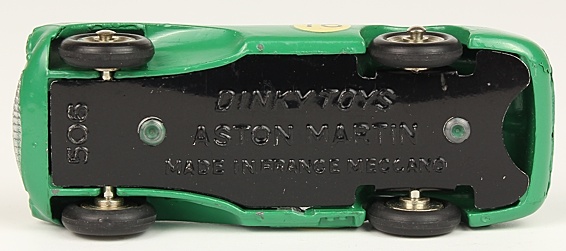 DINKY TOYS
506
ASTON MARTIN
MADE IN FRANCE MECCANO